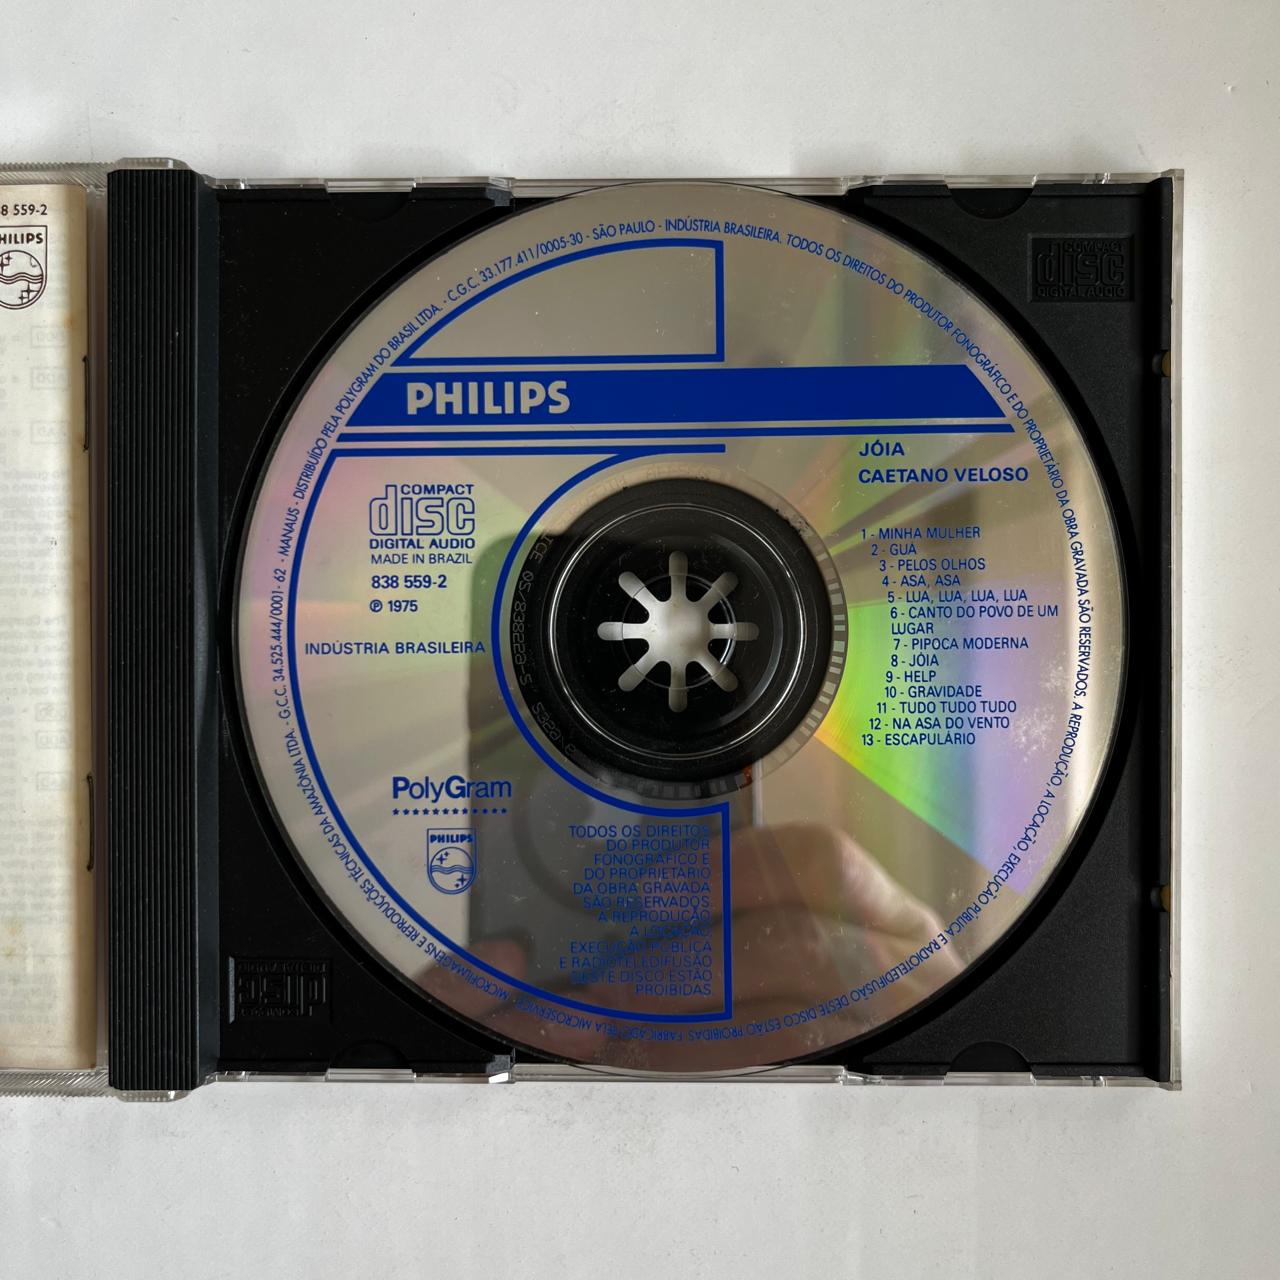 8 559-2
PHILIPS
DISTRIBUÍDO PELA POLYGRAM DO BRASIL LTDA. - C.G.C. 33.177.411/0005-30 - SÃO PAULO - INDÚSTRIA BRASILEIRA. TODOS OS DIREITOS DO PRODUTOR FONOGRÁFICO E DO PROPRIETÁRIO DA OBRA GRAVADA SÃO RESERVADOS. A REPRODUÇÃO, A LOCAÇÃO, EXECUÇÃO PÚBLICA E RADIOTELEDIFUSÃO DESTE DISCO ESTÃO PROIBIDAS. FABRICADO PELA MICROSERVICE - MICROFILMAGENS E REPRODUÇÕES TÉCNICAS DA AMAZÔNIA LTDA. - G.C.C. 34.525.444/0001-62 - MANAUS -
PHILIPS
JÓIA
CAETANO VELOSO
COMPACT
disc
DIGITAL AUDIO
MADE IN BRAZIL
838 559-2
℗ 1975
INDÚSTRIA BRASILEIRA
1 - MINHA MULHER
2 - GUA
3 - PELOS OLHOS
4 - ASA, ASA
5 - LUA, LUA, LUA, LUA
6 - CANTO DO POVO DE UM
LUGAR
7 - PIPOCA MODERNA
8 - JÓIA
9 - HELP
10 - GRAVIDADE
11 - TUDO TUDO TUDO
12 - NA ASA DO VENTO
13 - ESCAPULÁRIO
PolyGram
PHILIPS
TODOS OS DIREITOS
DO PRODUTOR
FONOGRÁFICO E
DO PROPRIETÁRIO
DA OBRA GRAVADA
SÃO RESERVADOS.
A REPRODUÇÃO
A LOCAÇÃO,
EXECUÇÃO PÚBLICA
E RADIOTELEDIFUSÃO
DESTE DISCO ESTÃO
PROIBIDAS.
COMPACT
disc
DIGITAL AUDIO
COMPACT
disc
DIGITAL AUDIO